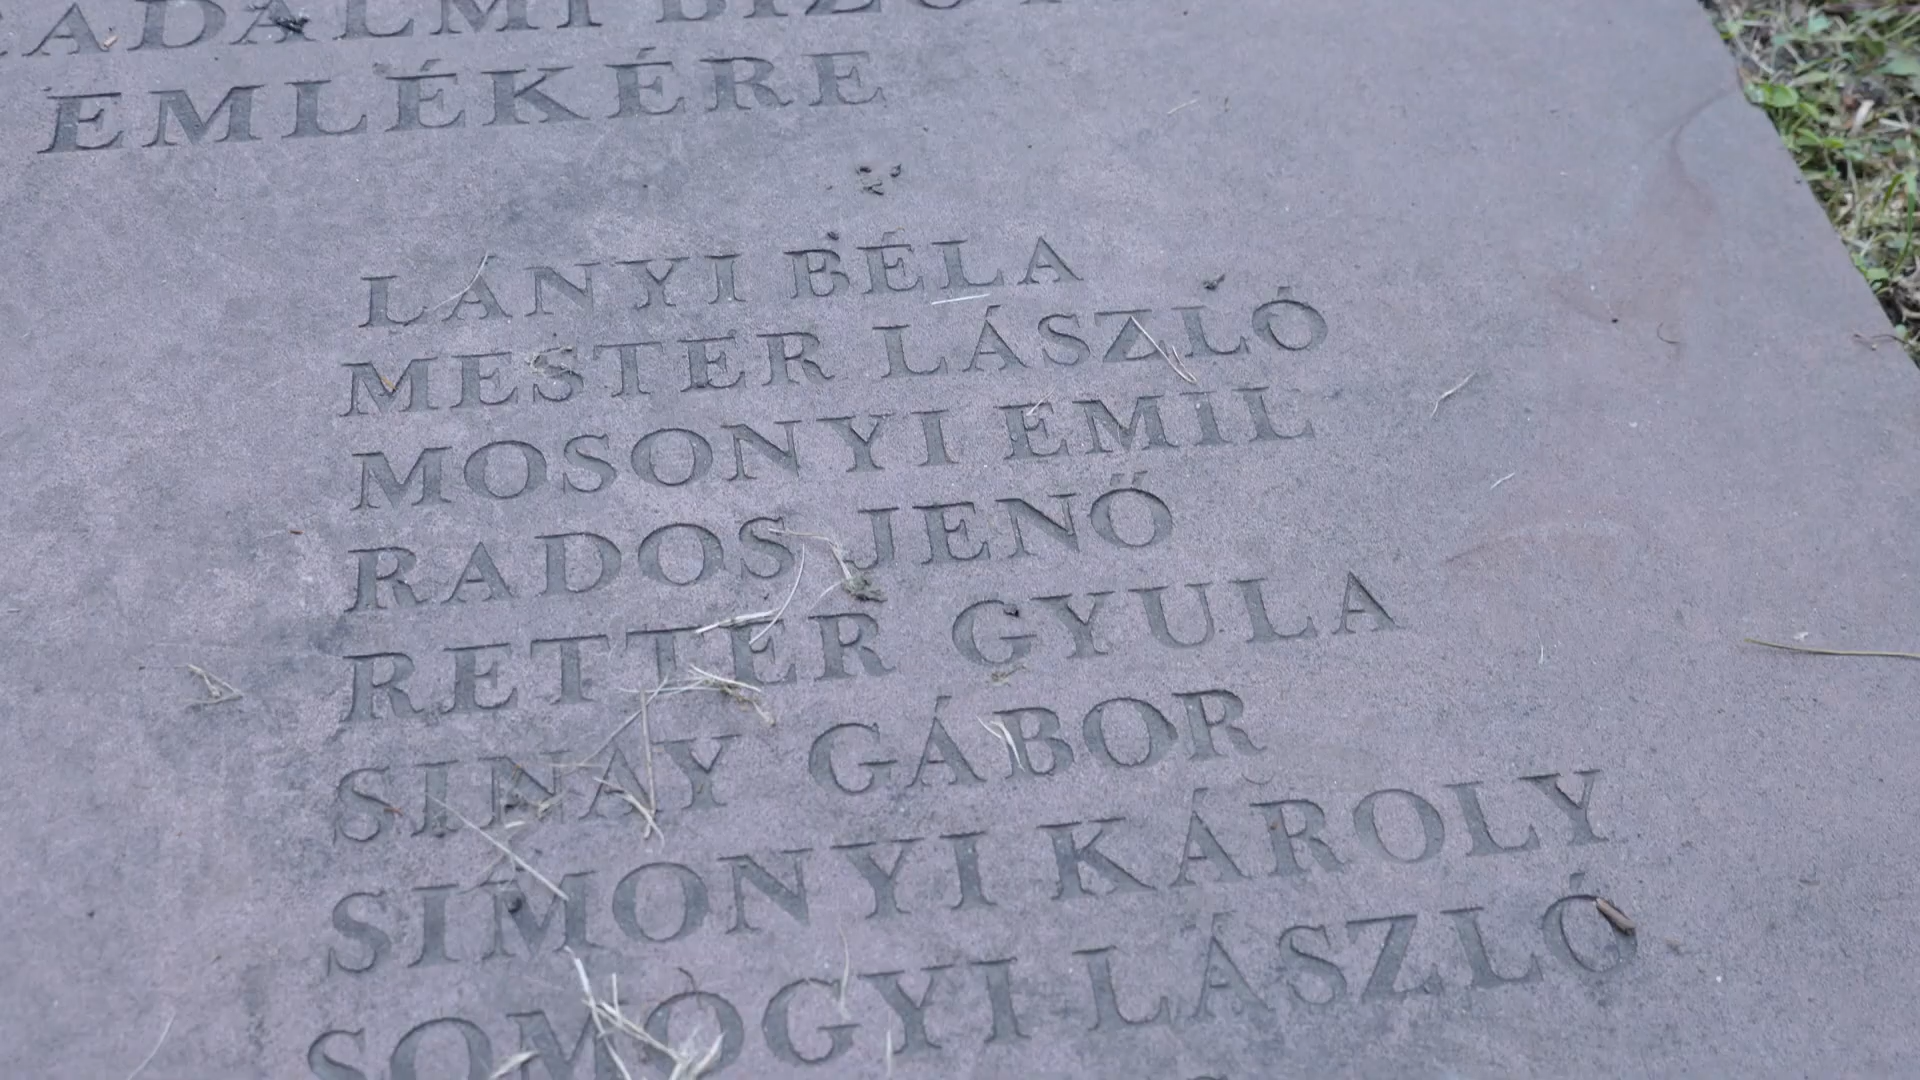 EMLÉKÉRE
LÁNYI BÉLA
MESTER LÁSZLÓ
MOSONYI EMIL
RADOS JENŐ
RETTER GYULA
SINAY GÁBOR
SIMONYI KÁROLY
SOMOGYI LÁSZLÓ